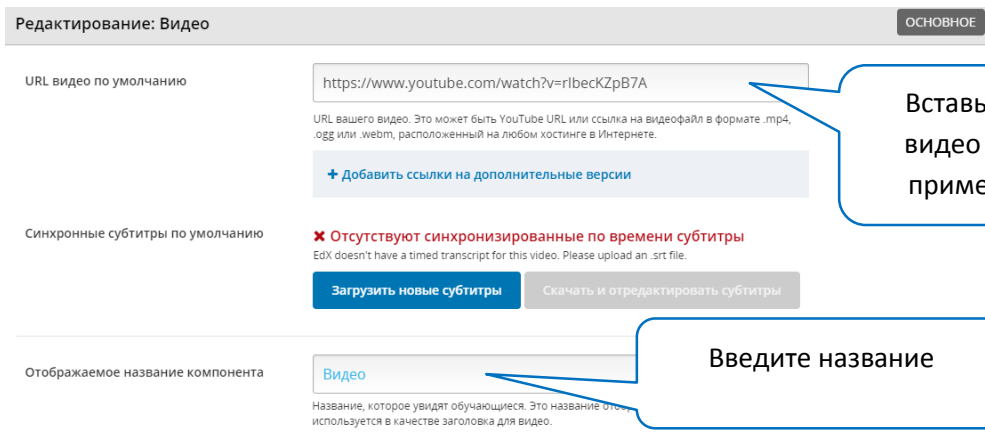 Редактирование: Видео
ОСНОВНОЕ
URL видео по умолчанию
https://www.youtube.com/watch?v=rIbecKZpB7A
URL вашего видео. Это может быть YouTube URL или ссылка на видеофайл в формате .mp4,
.ogg или .webm, расположенный на любом хостинге в Интернете.
+ Добавить ссылки на дополнительные версии
видео
Синхронные субтитры по умолчанию
✖ Отсутствуют синхронизированные по времени субтитры
EdX doesn't have a timed transcript for this video. Please upload an .srt file.
Загрузить новые субтитры
Скачать и отредактировать субтитры
Отображаемое название компонента
Видео
Введите название
Название, которое увидят обучающиеся. Это название
используется в качестве заголовка для видео.